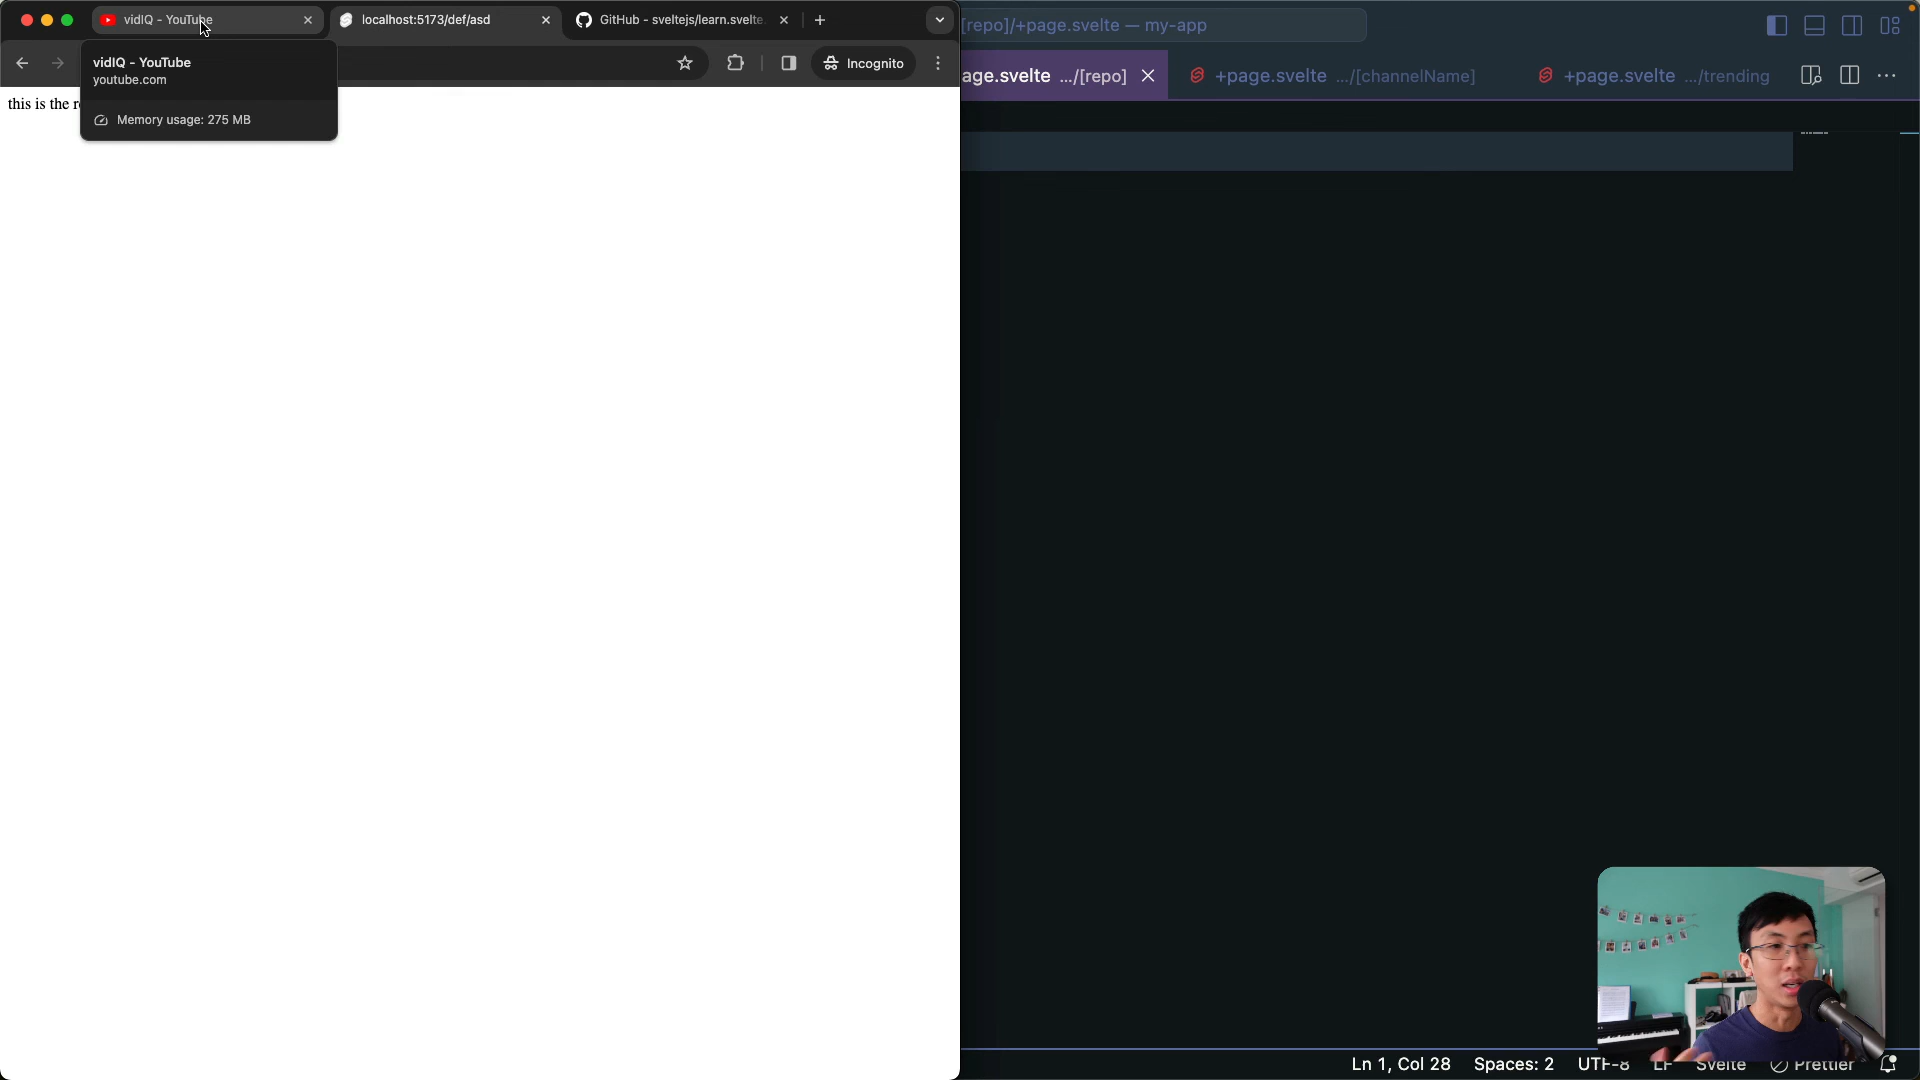 vidIQ - YouTube
localhost:5173/def/asd
GitHub - sveltejs/learn.svelte.
[repo]/+page.svelte — my-app
vidIQ - YouTube
youtube.com
Memory usage: 275 MB
Incognito
age.svelte .../[repo]
+page.svelte .../[channelName]
+page.svelte .../trending
this is the
Ln 1, Col 28
Spaces: 2
UTF-8
LF
Svelte
Prettier